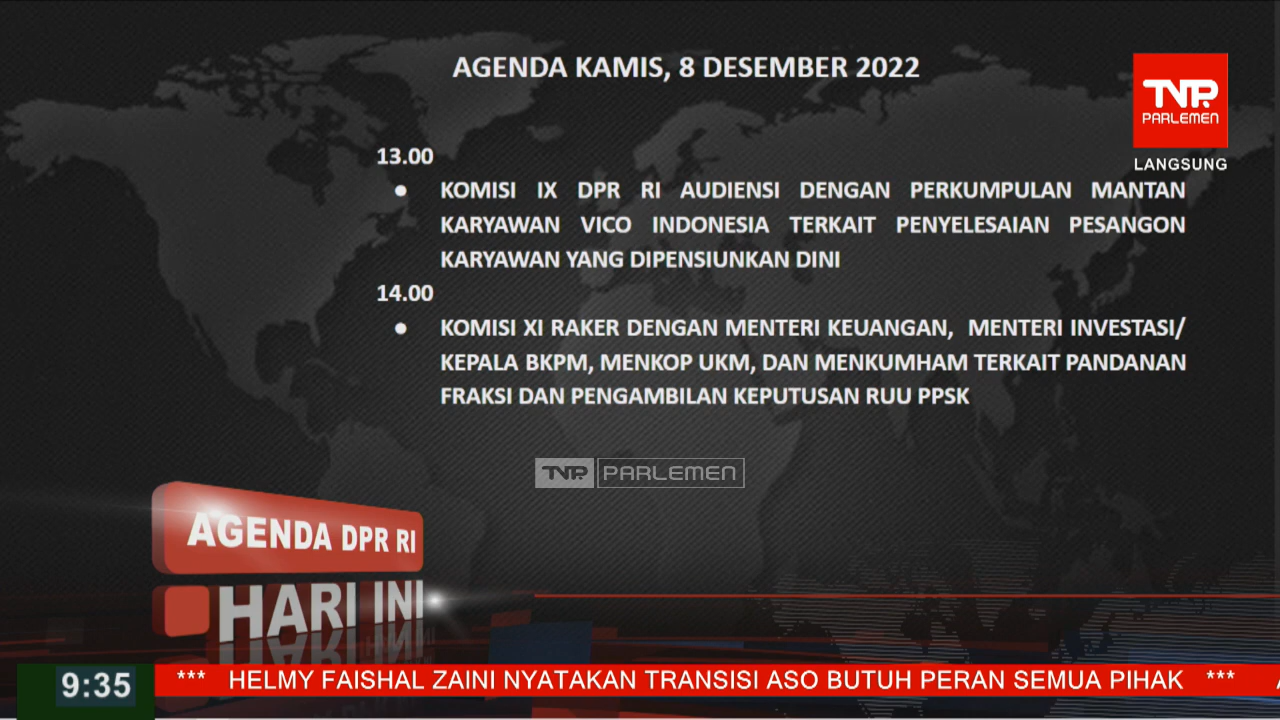 AGENDA KAMIS, 8 DESEMBER 2022
TVR
PARLEMEN
LANGSUNG
13.00
● KOMISI IX DPR RI AUDIENSI DENGAN PERKUMPULAN MANTAN
KARYAWAN VICO INDONESIA TERKAIT PENYELESAIAN PESANGON
KARYAWAN YANG DIPENSIUNKAN DINI
14.00
● KOMISI XI RAKER DENGAN MENTERI KEUANGAN, MENTERI INVESTASI/
KEPALA BKPM, MENKOP UKM, DAN MENKUMHAM TERKAIT PANDANAN
FRAKSI DAN PENGAMBILAN KEPUTUSAN RUU PPSK
TVR PARLEMEN
AGENDA DPR RI
HARI INI
9:35 *** HELMY FAISHAL ZAINI NYATAKAN TRANSISI ASO BUTUH PERAN SEMUA PIHAK ***